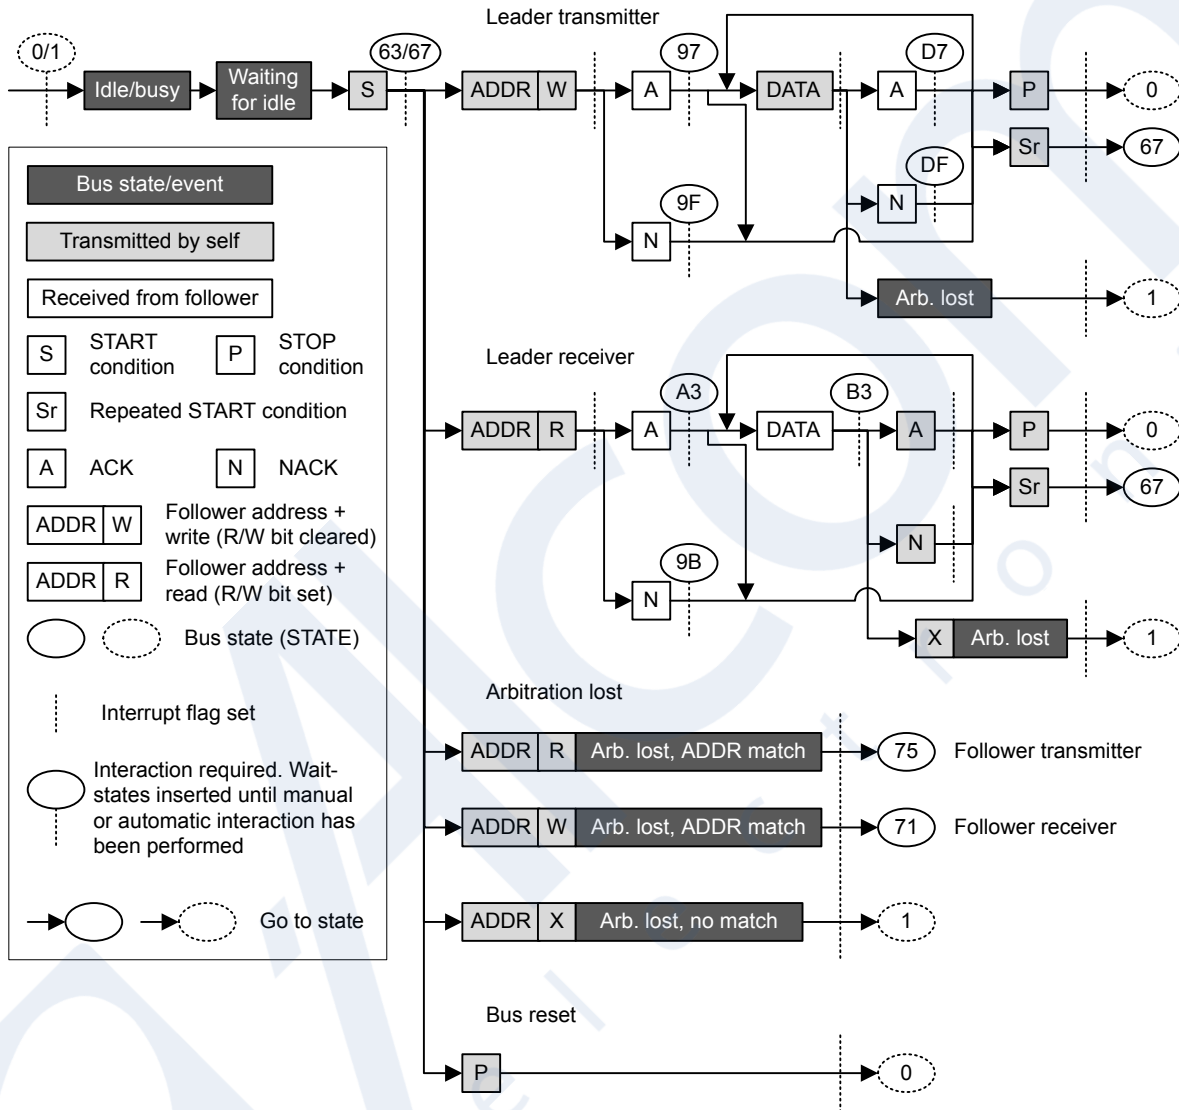 Leader transmitter
0/1
63/67
97
D7
Idle/busy
Waiting
for idle
S
ADDR W
A
DATA
A
P
0
Sr
67
DF
N
9F
N
Arb. lost
1
Bus state/event
Transmitted by self
Received from follower
S START
condition
P STOP
condition
Sr Repeated START condition
A ACK
N NACK
ADDR W Follower address +
write (R/W bit cleared)
ADDR R Follower address +
read (R/W bit set)
Bus state (STATE)
Interrupt flag set
Interaction required. Wait-
states inserted until manual
or automatic interaction has
been performed
Go to state
Leader receiver
A3
B3
ADDR R
A
DATA
A
P
0
Sr
67
N
9B
N
X Arb. lost
1
Arbitration lost
ADDR R Arb. lost, ADDR match
75
Follower transmitter
ADDR W Arb. lost, ADDR match
71
Follower receiver
ADDR X Arb. lost, no match
1
Bus reset
P
0